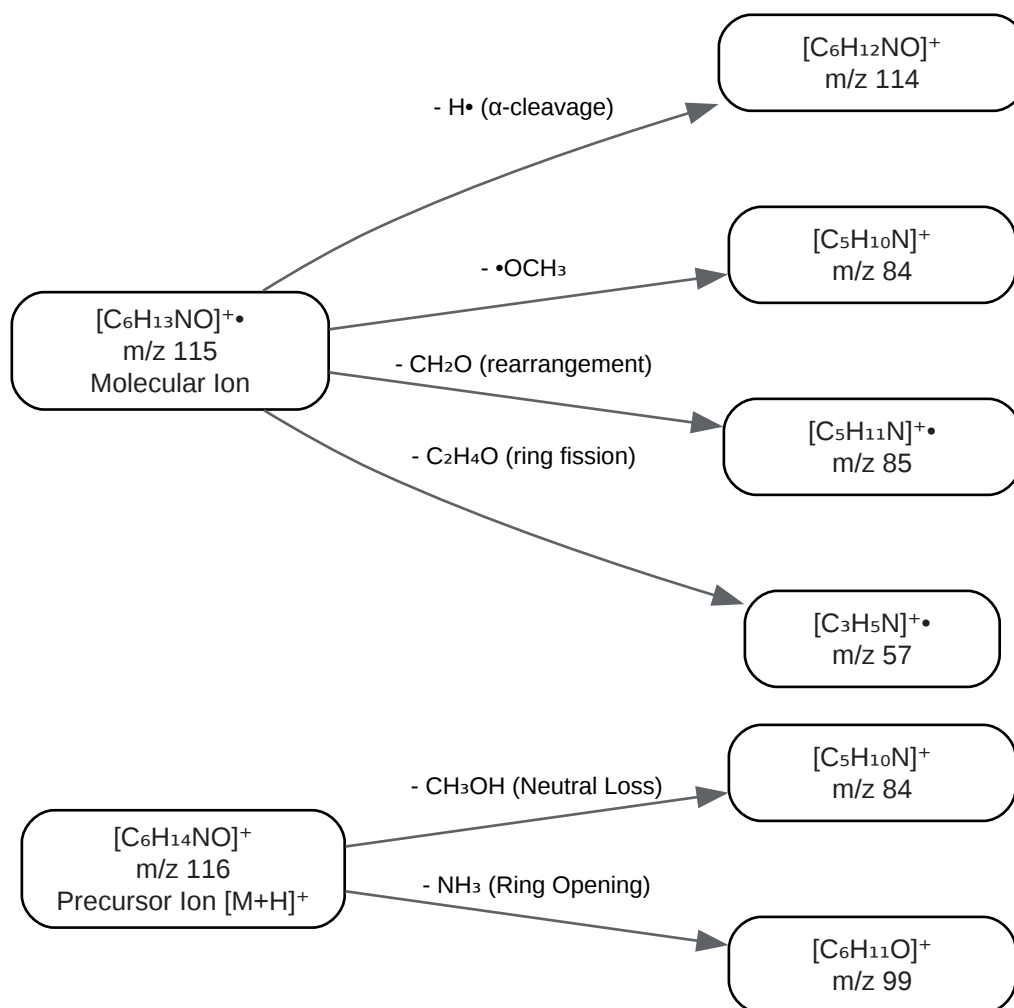 [C₆H₁₂NO]⁺
m/z 114
- H• (α-cleavage)
[C₅H₁₀N]⁺
m/z 84
- •OCH₃
[C₆H₁₃NO]⁺•
m/z 115
Molecular Ion
- CH₂O (rearrangement)
[C₅H₁₁N]⁺•
m/z 85
- C₂H₄O (ring fission)
[C₃H₅N]⁺•
m/z 57
[C₅H₁₀N]⁺
m/z 84
- CH₃OH (Neutral Loss)
[C₆H₁₄NO]⁺
m/z 116
Precursor Ion [M+H]⁺
- NH₃ (Ring Opening)
[C₆H₁₁O]⁺
m/z 99